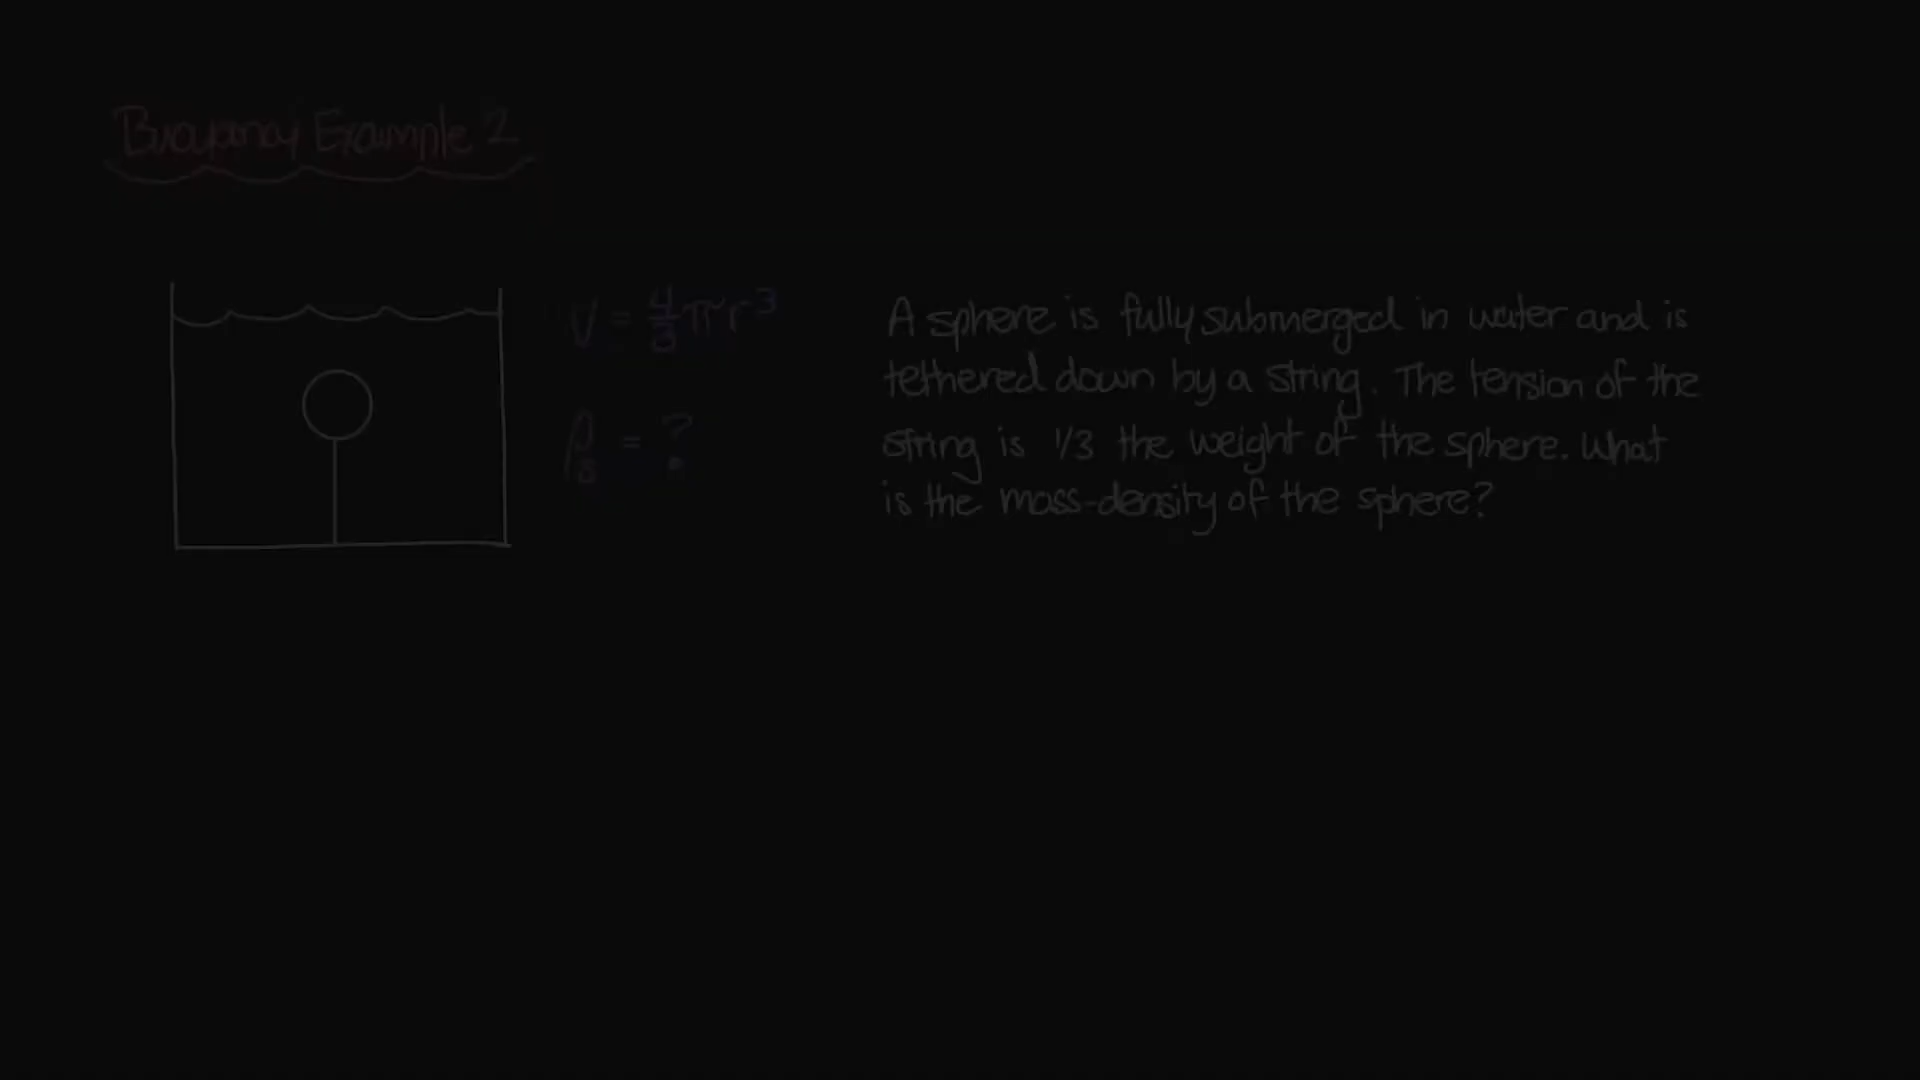 Buoyancy Example 2
V = 4/3 πr³
ρs = ?
A sphere is fully submerged in water and is
tethered down by a string. The tension of the
string is 1/3 the weight of the sphere. What
is the mass-density of the sphere?